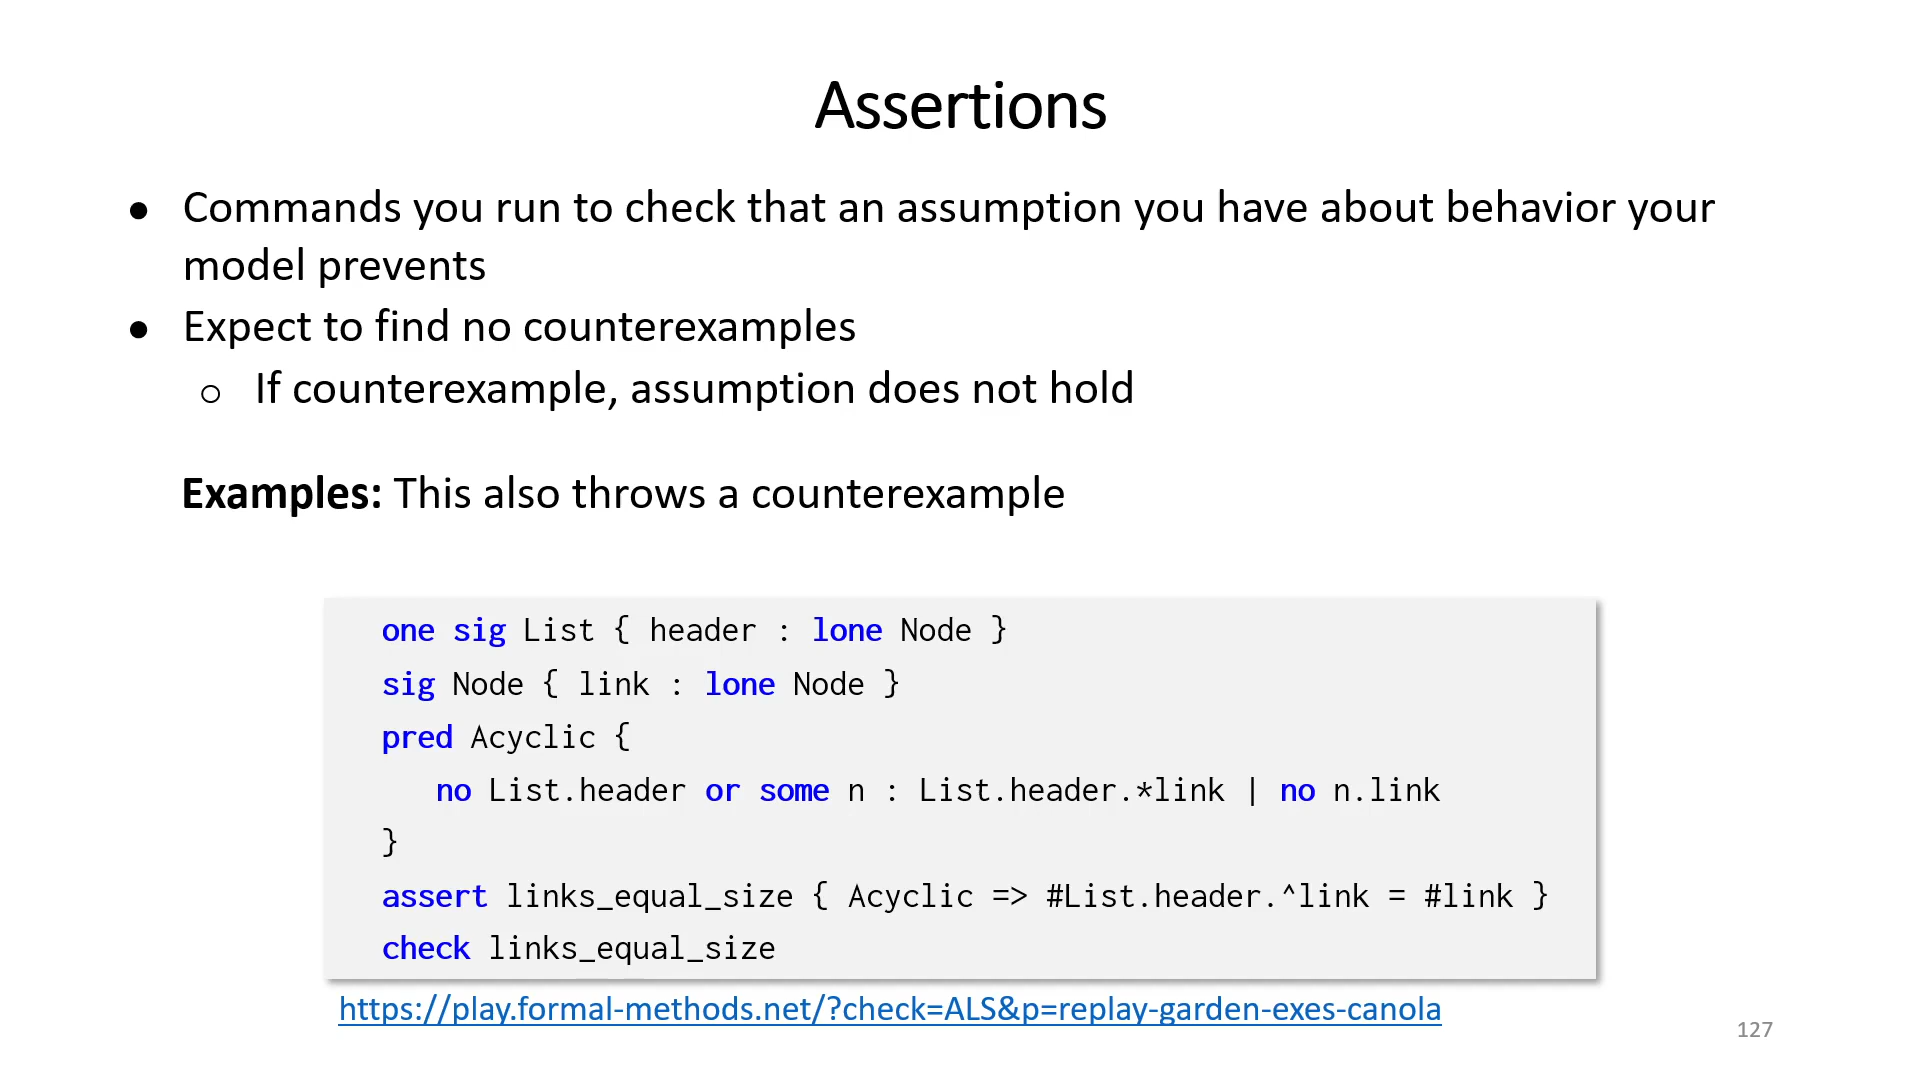 Assertions
● Commands you run to check that an assumption you have about behavior your
model prevents
● Expect to find no counterexamples
○ If counterexample, assumption does not hold
Examples: This also throws a counterexample
one sig List { header : lone Node }
sig Node { link : lone Node }
pred Acyclic {
no List.header or some n : List.header.*link | no n.link
}
assert links_equal_size { Acyclic => #List.header.^link = #link }
check links_equal_size
https://play.formal-methods.net/?check=ALS&p=replay-garden-exes-canola
127